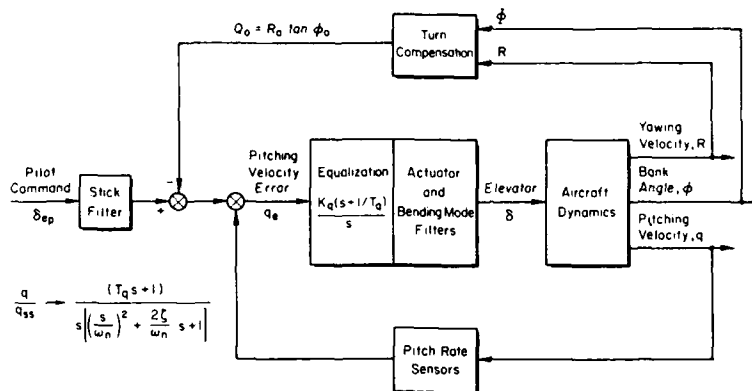 Q₀ = Rₐ tan ϕ₀
Turn
Compensation
Φ
R
Pilot
Command
δep
Stick
Filter
-
+
Pitching
Velocity
Error
qe
Equalization
Kq(s+1/Tq)
s
Actuator
and
Bending Mode
Filters
Elevator
δ
Aircraft
Dynamics
Yawing
Velocity, R
Bank
Angle, ϕ
Pitching
Velocity, q
q/qss → (Tq s+1) / s[(s/ωn)² + 2ζ/ωn s+1]
Pitch Rate
Sensors